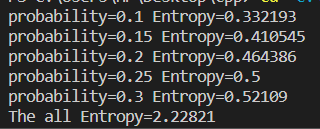 probability=0.1 Entropy=0.332193
probability=0.15 Entropy=0.410545
probability=0.2 Entropy=0.464386
probability=0.25 Entropy=0.5
probability=0.3 Entropy=0.52109
The all Entropy=2.22821